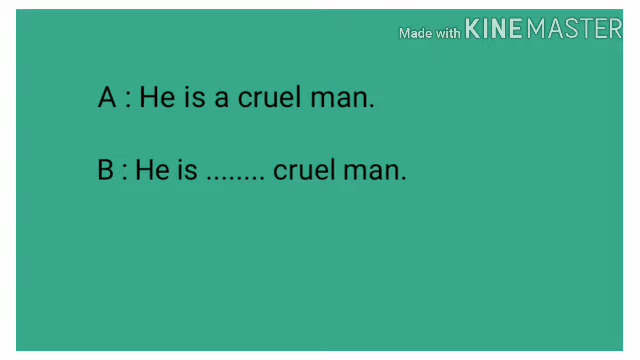 Made with KINEMASTER
A : He is a cruel man.
B : He is ........ cruel man.